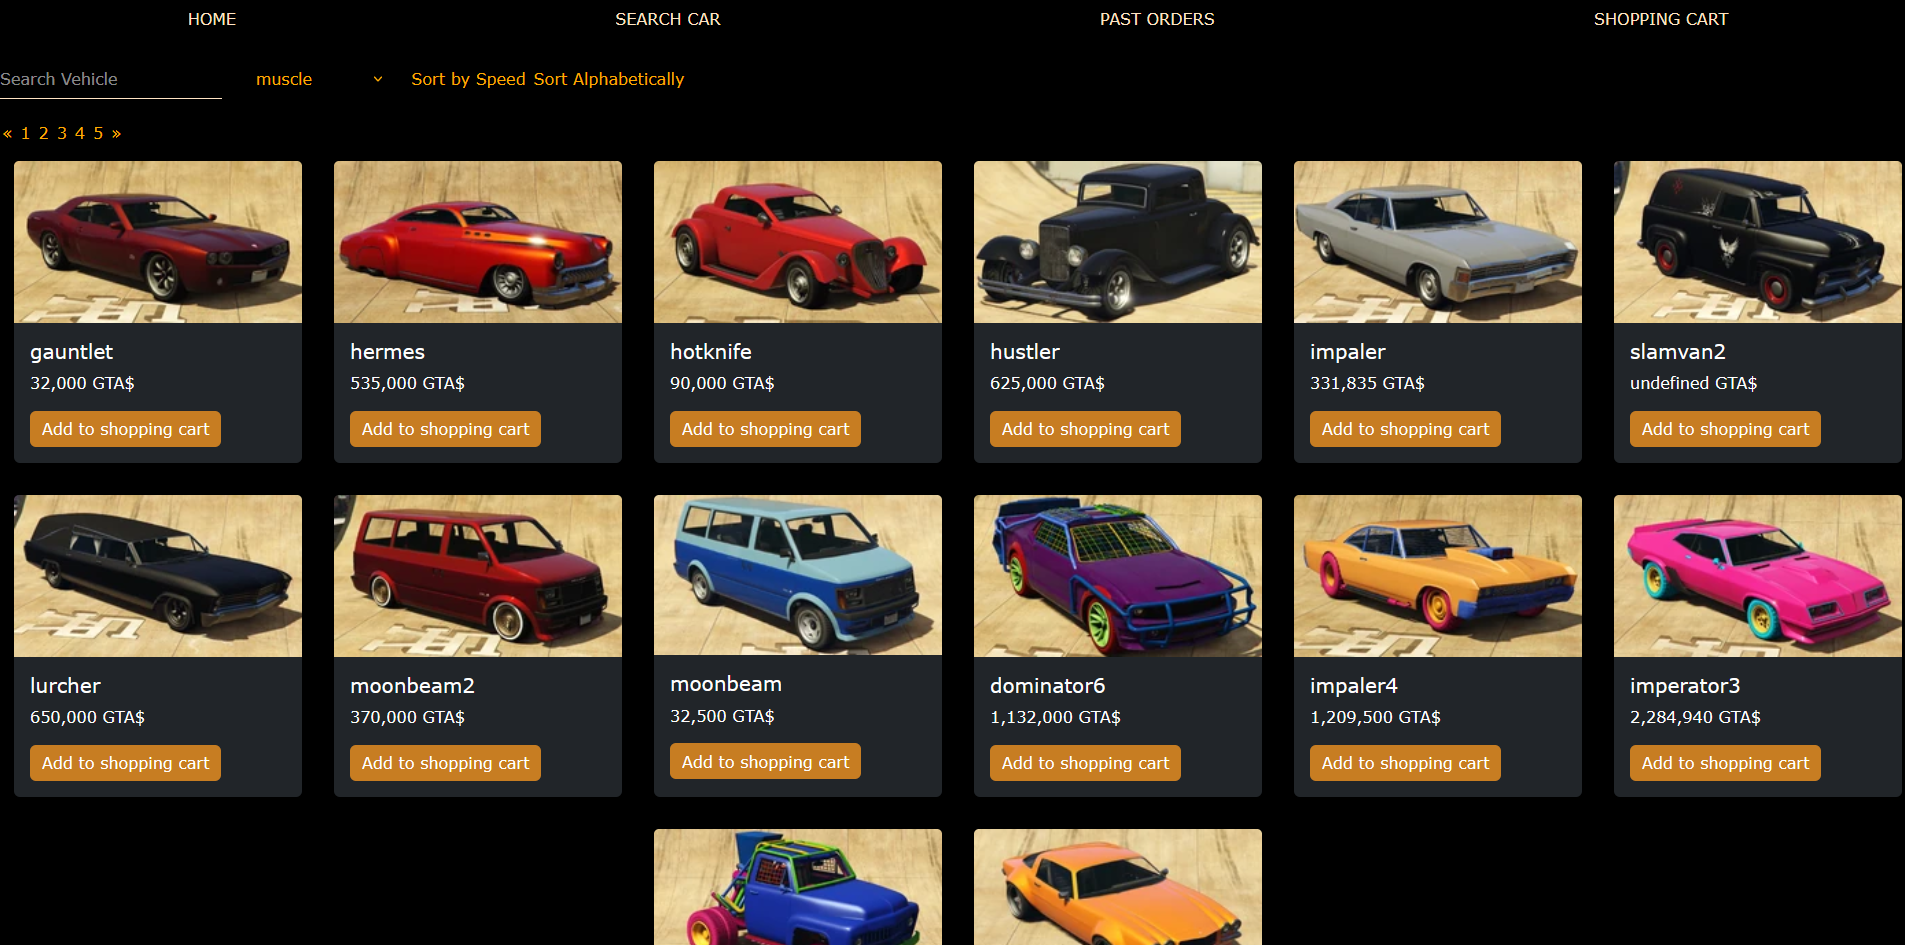 HOME SEARCH CAR PAST ORDERS SHOPPING CART
Search Vehicle muscle Sort by Speed Sort Alphabetically
« 1 2 3 4 5 »
gauntlet hermes hotknife hustler impaler slamvan2
32,000 GTA$ 535,000 GTA$ 90,000 GTA$ 625,000 GTA$ 331,835 GTA$ undefined GTA$
Add to shopping cart Add to shopping cart Add to shopping cart Add to shopping cart Add to shopping cart Add to shopping cart
lurcher moonbeam2 moonbeam dominator6 impaler4 imperator3
650,000 GTA$ 370,000 GTA$ 32,500 GTA$ 1,132,000 GTA$ 1,209,500 GTA$ 2,284,940 GTA$
Add to shopping cart Add to shopping cart Add to shopping cart Add to shopping cart Add to shopping cart Add to shopping cart